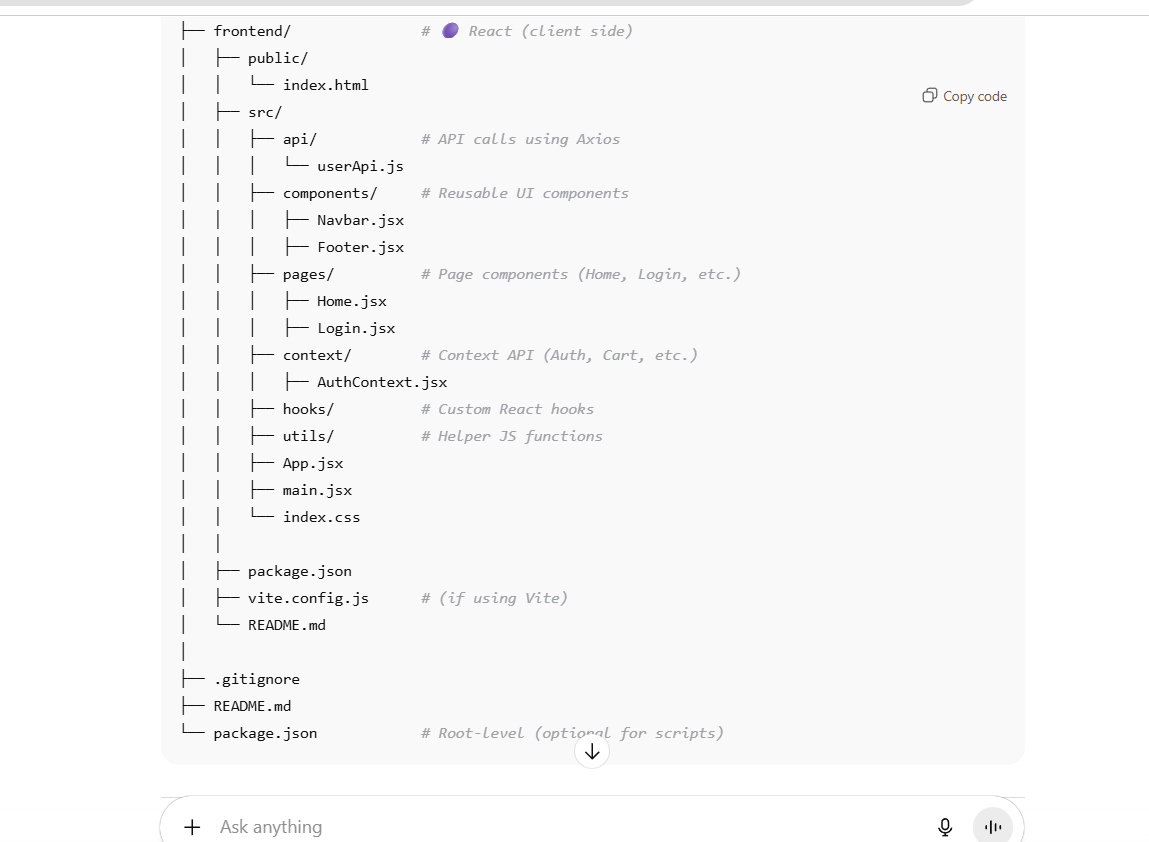 ├── frontend/ # 🟣 React (client side)
│ ├── public/
│ │ └── index.html
Copy code
│ ├── src/
│ │ ├── api/ # API calls using Axios
│ │ │ └── userApi.js
│ │ ├── components/ # Reusable UI components
│ │ │ ├── Navbar.jsx
│ │ │ ├── Footer.jsx
│ │ ├── pages/ # Page components (Home, Login, etc.)
│ │ │ ├── Home.jsx
│ │ │ ├── Login.jsx
│ │ ├── context/ # Context API (Auth, Cart, etc.)
│ │ │ ├── AuthContext.jsx
│ │ ├── hooks/ # Custom React hooks
│ │ ├── utils/ # Helper JS functions
│ │ ├── App.jsx
│ │ ├── main.jsx
│ │ └── index.css
│ │
│ ├── package.json
│ ├── vite.config.js # (if using Vite)
│ └── README.md
│
├── .gitignore
├── README.md
└── package.json # Root-level (optional for scripts)
Ask anything